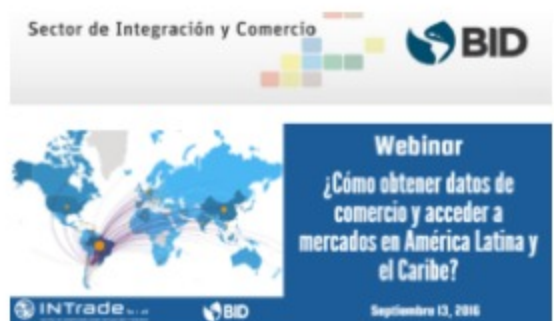 Sector de Integración y Comercio
BID
Webinar
¿Cómo obtener datos de
comercio y acceder a
mercados en América Latina y
el Caribe?
INTrade
BID
Septiembre 13, 2016